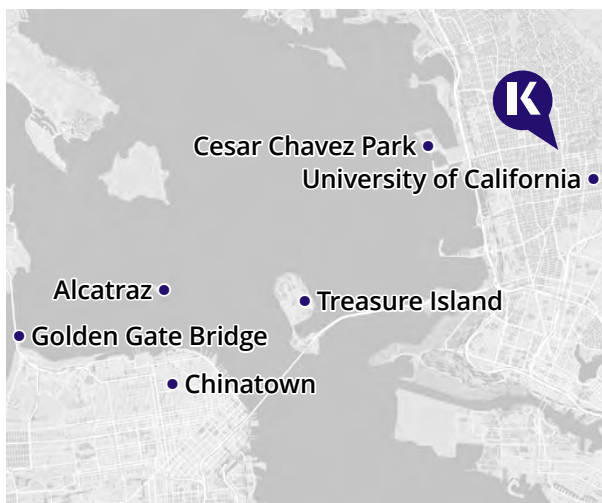 K
Cesar Chavez Park
University of California
Alcatraz
Treasure Island
Golden Gate Bridge
Chinatown